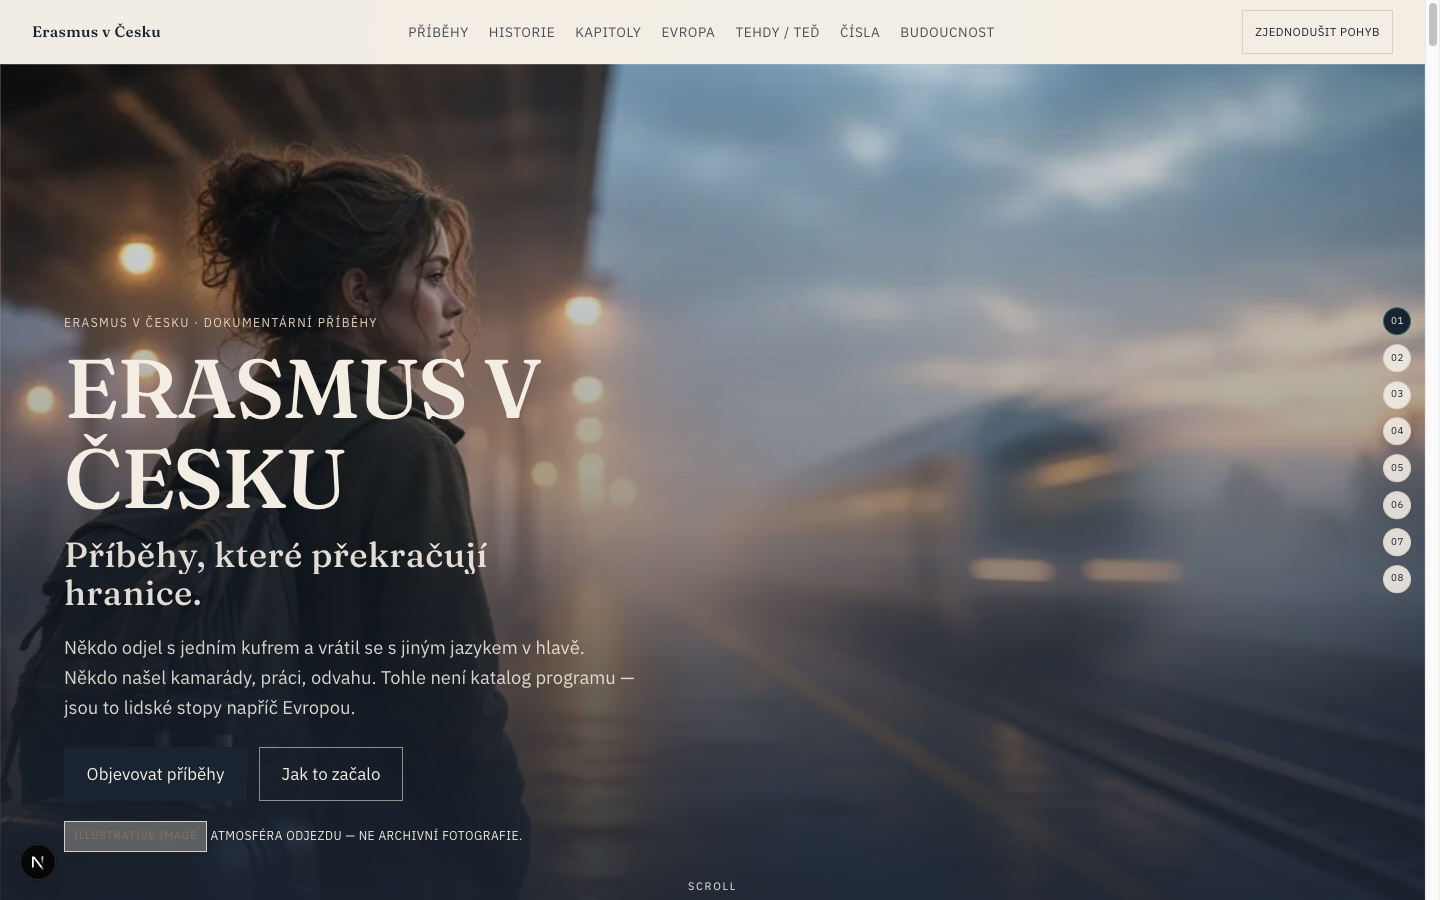 Erasmus v Česku
PŘÍBĚHY HISTORIE KAPITOLY EVROPA TEHDY / TEĎ ČÍSLA BUDOUCNOST
ZJEDNODUŠIT POHYB
ERASMUS V ČESKU · DOKUMENTÁRNÍ PŘÍBĚHY
ERASMUS V
ČESKU
Příběhy, které překračují
hranice.
Někdo odjel s jedním kufrem a vrátil se s jiným jazykem v hlavě.
Někdo našel kamarády, práci, odvahu. Tohle není katalog programu —
jsou to lidské stopy napříč Evropou.
Objevovat příběhy
Jak to začalo
ILLUSTRATIVE IMAGE ATMOSFÉRA ODJEZDU — NE ARCHIVNÍ FOTOGRAFIE.
N
SCROLL
01
02
03
04
05
06
07
08